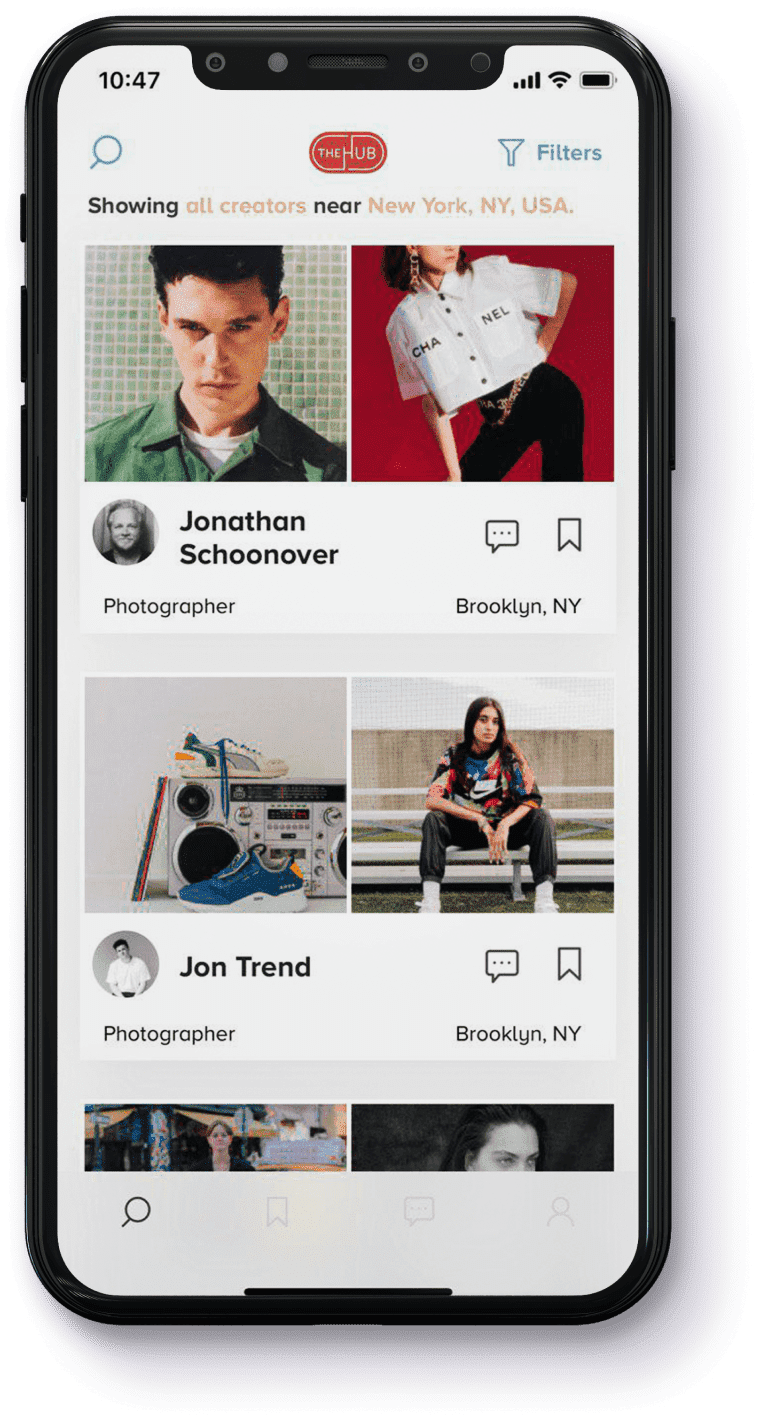 10:47
THE HUB
Filters
Showing all creators near New York, NY, USA.
CHA NEL
Jonathan
Schoonover
Photographer
Brooklyn, NY
Jon Trend
Photographer
Brooklyn, NY